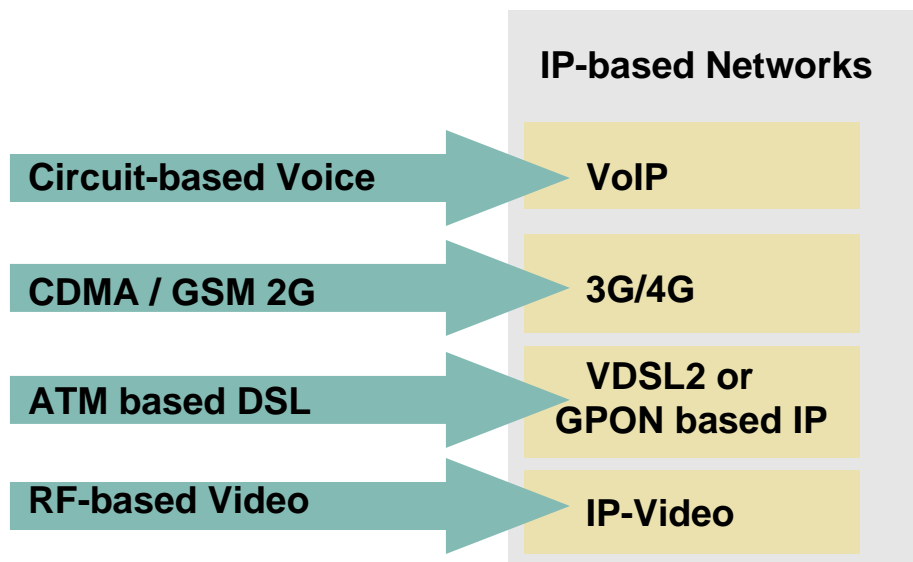 IP-based Networks
Circuit-based Voice
VoIP
CDMA / GSM 2G
3G/4G
ATM based DSL
VDSL2 or
GPON based IP
RF-based Video
IP-Video